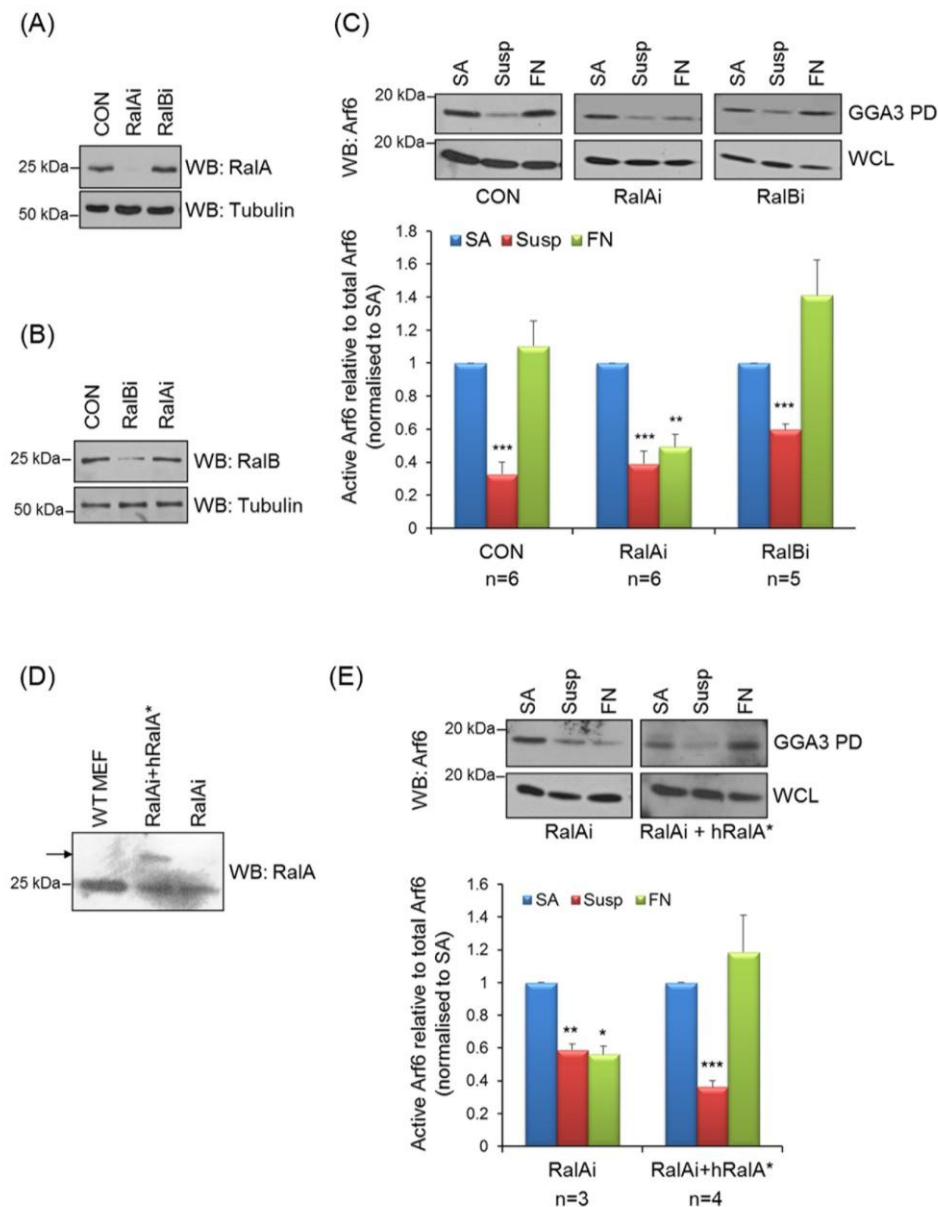 (A)
CON
RalAi
RalBi
25 kDa
WB: RalA
50 kDa
WB: Tubulin
(B)
CON
RalBi
RalAi
25 kDa
WB: RalB
50 kDa
WB: Tubulin
(C)
SA Susp FN SA Susp FN SA Susp FN
WB: Arf6
20 kDa
GGA3 PD
20 kDa
WCL
CON RalAi RalBi
Active Arf6 relative to total Arf6
(normalised to SA)
SA Susp FN
1.8
1.6
1.4
1.2
1
0.8
0.6
0.4
0.2
0
*** *** ** ***
CON RalAi RalBi
n=6 n=6 n=5
(D)
WTMEF
RalAi+hRalA*
RalAi
25 kDa
WB: RalA
(E)
SA Susp FN SA Susp FN
WB: Arf6
20 kDa
GGA3 PD
20 kDa
WCL
RalAi RalAi + hRalA*
Active Arf6 relative to total Arf6
(normalised to SA)
SA Susp FN
1.6
1.4
1.2
1
0.8
0.6
0.4
0.2
0
** * ***
RalAi RalAi+hRalA*
n=3 n=4